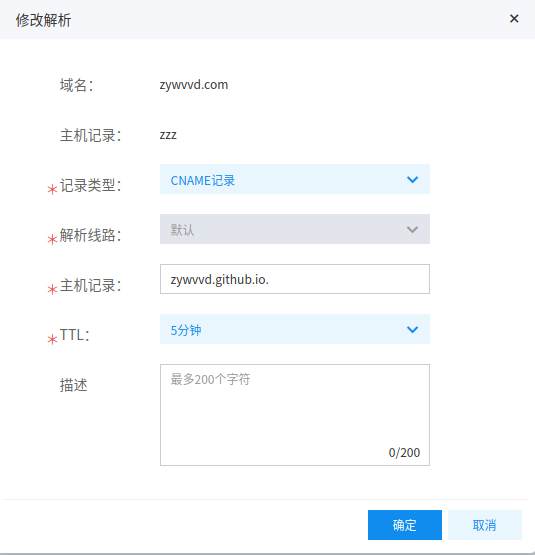 修改解析 ×
域名： zywvvd.com
主机记录： zzz
*记录类型： CNAME记录
*解析线路： 默认
*主机记录： zywvvd.github.io.
*TTL： 5分钟
描述 最多200个字符
0/200
确定 取消